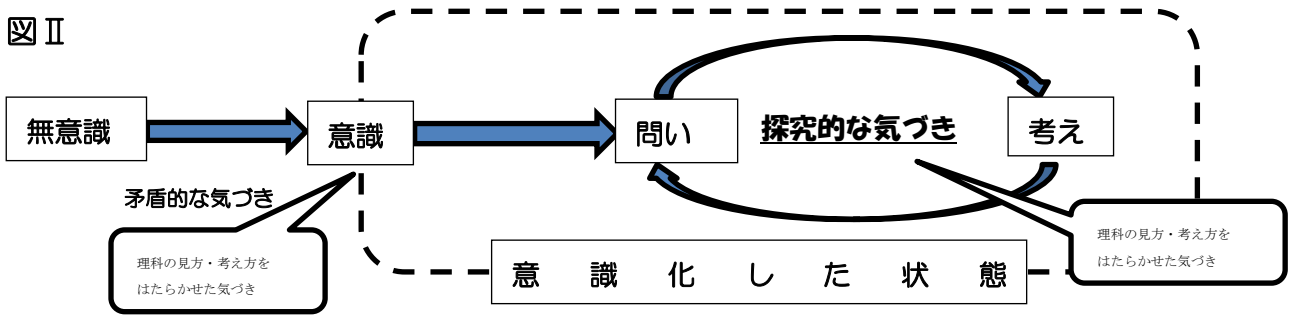 図Ⅱ
無意識
意識
問い
探究的な気づき
考え
矛盾的な気づき
理科の見方・考え方を
はたらかせた気づき
理科の見方・考え方を
はたらかせた気づき
意識化した状態